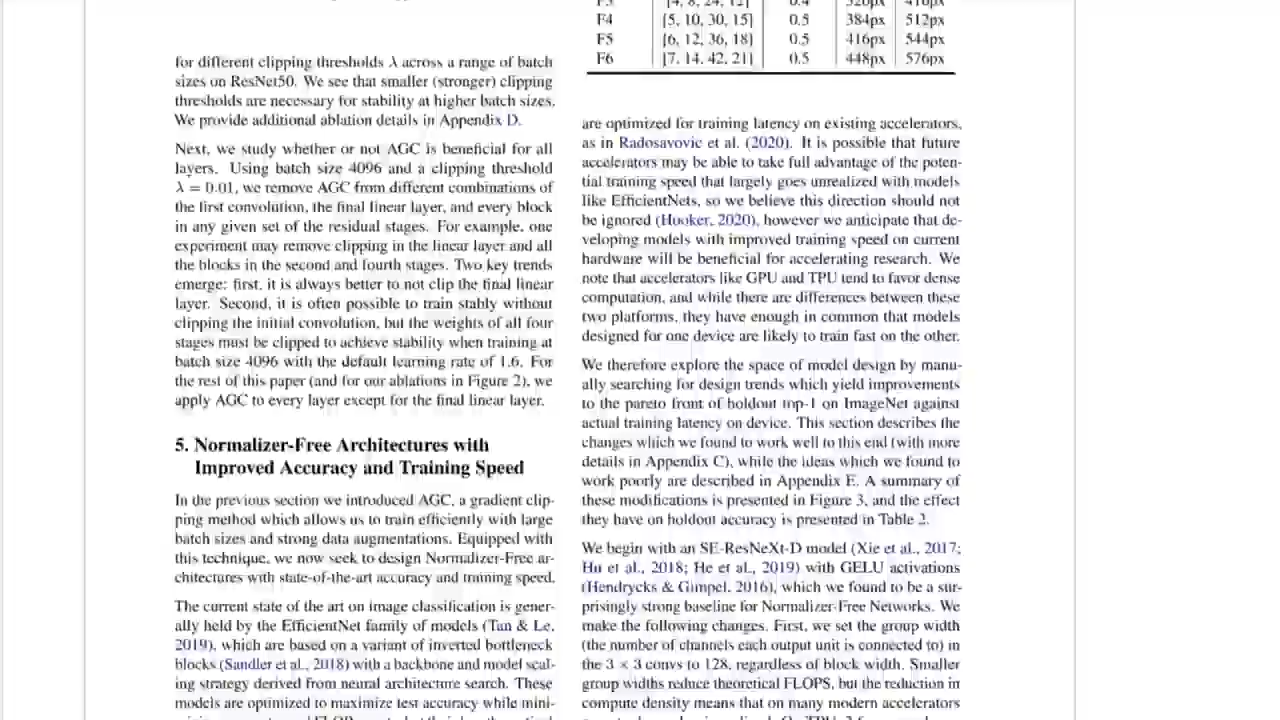 for different clipping thresholds λ across a range of batch
sizes on ResNet50. We see that smaller (stronger) clipping
thresholds are necessary for stability at higher batch sizes.
We provide additional ablation details in Appendix D.
Next, we study whether or not AGC is beneficial for all
layers. Using batch size 4096 and a clipping threshold
λ = 0.01, we remove AGC from different combinations of
the first convolution, the final linear layer, and every block
in any given set of the residual stages. For example, one
experiment may remove clipping in the linear layer and all
the blocks in the second and fourth stages. Two key trends
emerge: first, it is always better to not clip the final linear
layer. Second, it is often possible to train stably without
clipping the initial convolution, but the weights of all four
stages must be clipped to achieve stability when training at
batch size 4096 with the default learning rate of 1.6. For
the rest of this paper (and for our ablations in Figure 2), we
apply AGC to every layer except for the final linear layer.
5. Normalizer-Free Architectures with
Improved Accuracy and Training Speed
In the previous section we introduced AGC, a gradient clip-
ping method which allows us to train efficiently with large
batch sizes and strong data augmentations. Equipped with
this technique, we now seek to design Normalizer-Free ar-
chitectures with state-of-the-art accuracy and training speed.
The current state of the art on image classification is gener-
ally held by the EfficientNet family of models (Tan & Le,
2019), which are based on a variant of inverted bottleneck
blocks (Sandler et al., 2018) with a backbone and model scal-
ing strategy derived from neural architecture search. These
models are optimized to maximize test accuracy while mini-
F3 [4, 8, 24, 12] 0.4 320px 416px
F4 [5, 10, 30, 15] 0.5 384px 512px
F5 [6, 12, 36, 18] 0.5 416px 544px
F6 [7, 14, 42, 21] 0.5 448px 576px
are optimized for training latency on existing accelerators,
as in Radosavovic et al. (2020). It is possible that future
accelerators may be able to take full advantage of the poten-
tial training speed that largely goes unrealized with models
like EfficientNets, so we believe this direction should not
be ignored (Hooker, 2020), however we anticipate that de-
veloping models with improved training speed on current
hardware will be beneficial for accelerating research. We
note that accelerators like GPU and TPU tend to favor dense
computation, and while there are differences between these
two platforms, they have enough in common that models
designed for one device are likely to train fast on the other.
We therefore explore the space of model design by manu-
ally searching for design trends which yield improvements
to the pareto front of holdout top-1 on ImageNet against
actual training latency on device. This section describes the
changes which we found to work well to this end (with more
details in Appendix C), while the ideas which we found to
work poorly are described in Appendix E. A summary of
these modifications is presented in Figure 3, and the effect
they have on holdout accuracy is presented in Table 2.
We begin with an SE-ResNeXt-D model (Xie et al., 2017;
Hu et al., 2018; He et al., 2019) with GELU activations
(Hendrycks & Gimpel, 2016), which we found to be a sur-
prisingly strong baseline for Normalizer-Free Networks. We
make the following changes. First, we set the group width
(the number of channels each output unit is connected to) in
the 3 × 3 convs to 128, regardless of block width. Smaller
group widths reduce theoretical FLOPS, but the reduction in
compute density means that on many modern accelerators